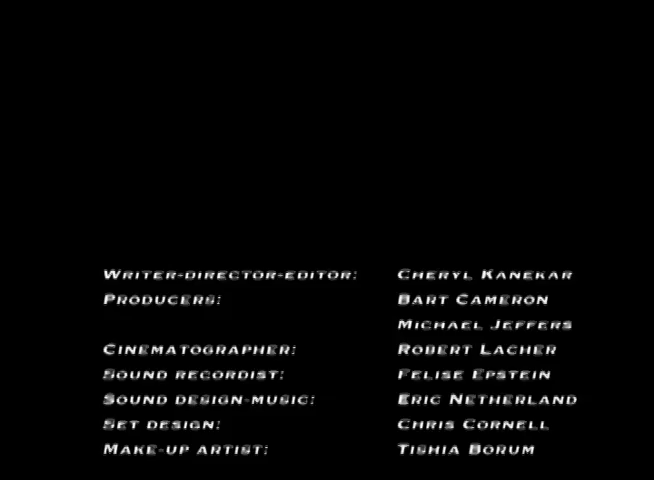 Writer-director-editor: Cheryl Kanekar
Producers: Bart Cameron
Michael Jeffers
Cinematographer: Robert Lacher
Sound recordist: Felise Epstein
Sound design-music: Eric Netherland
Set design: Chris Cornell
Make-up artist: Tishia Borum